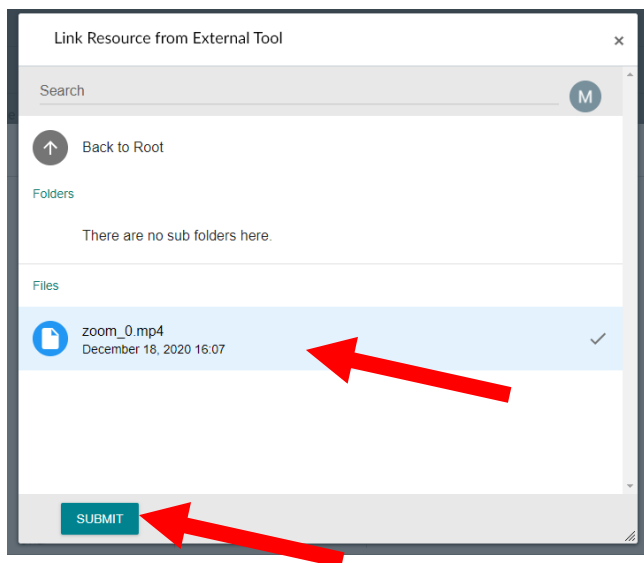 Link Resource from External Tool ×
Search
M
Back to Root
Folders
There are no sub folders here.
Files
zoom_0.mp4
December 18, 2020 16:07
SUBMIT